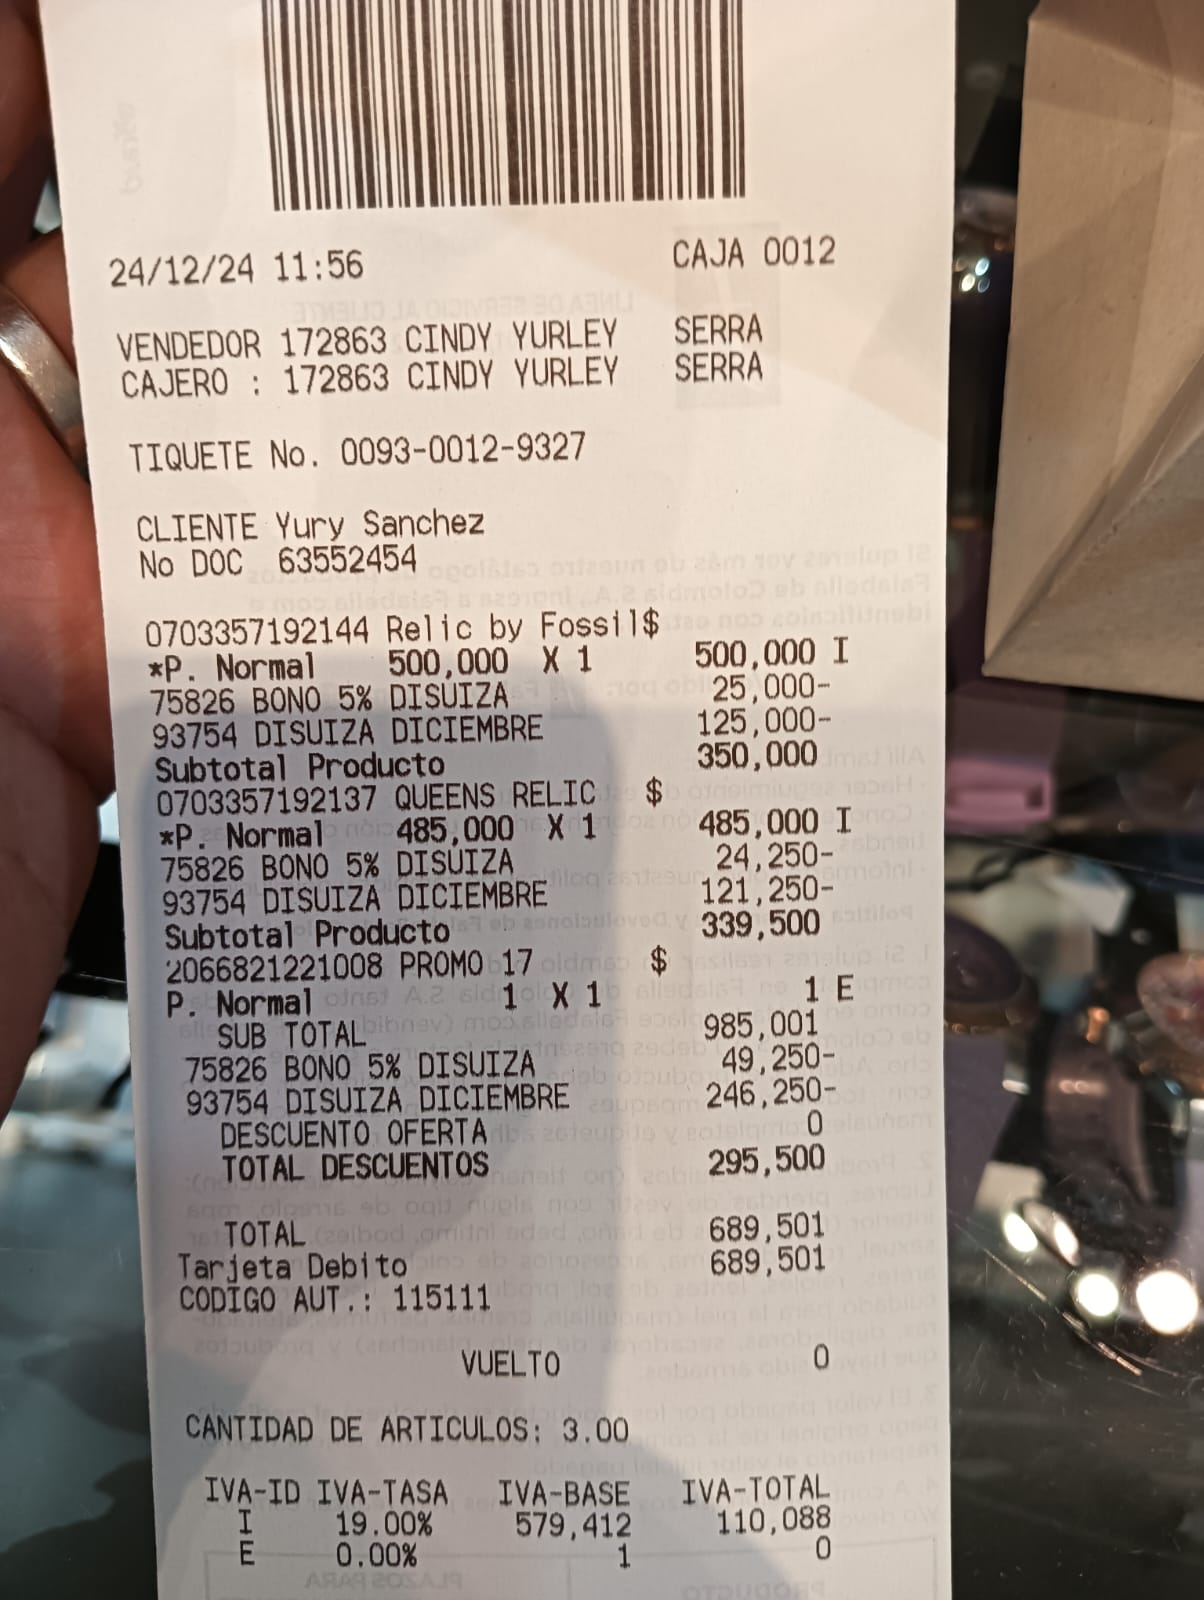 24/12/24 11:56 CAJA 0012
VENDEDOR 172863 CINDY YURLEY SERRA
CAJERO : 172863 CINDY YURLEY SERRA
TIQUETE No. 0093-0012-9327
CLIENTE Yury Sanchez
No DOC 63552454
0703357192144 Relic by Fossil$
*P. Normal 500,000 X 1 500,000 I
75826 BONO 5% DISUIZA 25,000-
93754 DISUIZA DICIEMBRE 125,000-
Subtotal Producto 350,000
0703357192137 QUEENS RELIC $
*P. Normal 485,000 X 1 485,000 I
75826 BONO 5% DISUIZA 24,250-
93754 DISUIZA DICIEMBRE 121,250-
Subtotal Producto 339,500
2066821221008 PROMO 17 $
P. Normal 1 X 1 1 E
SUB TOTAL 985,001
75826 BONO 5% DISUIZA 49,250-
93754 DISUIZA DICIEMBRE 246,250-
DESCUENTO OFERTA 0
TOTAL DESCUENTOS 295,500
TOTAL 689,501
Tarjeta Debito 689,501
CODIGO AUT.: 115111
VUELTO 0
CANTIDAD DE ARTICULOS: 3.00
IVA-ID IVA-TASA IVA-BASE IVA-TOTAL
I 19.00% 579,412 110,088
E 0.00% 1 0